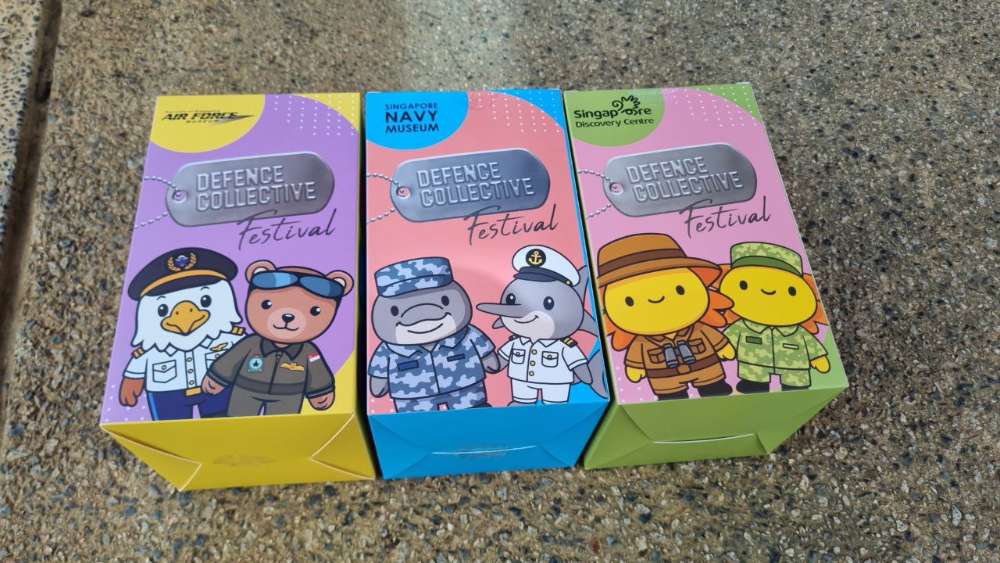 AIR FORCE
DEFENCE
COLLECTIVE
Festival
SINGAPORE
NAVY
MUSEUM
DEFENCE
COLLECTIVE
Festival
Singapore
Discovery Centre
DEFENCE
COLLECTIVE
Festival